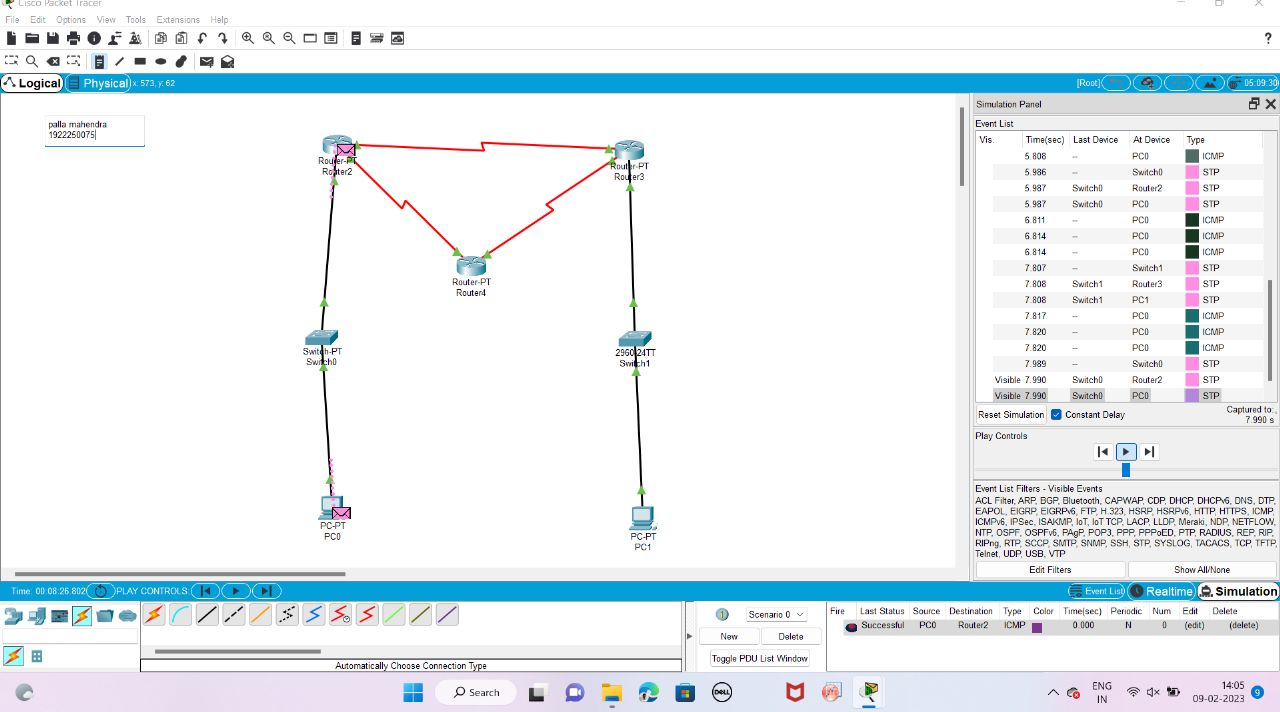 Cisco Packet Tracer
File Edit Options View Tools Extensions Help
?
Logical Physical x: 573, y: 62 [Root] 05:09:30
palla mahendra
1922250075
Router-PT
Router2
Router-PT
Router3
Router-PT
Router4
Switch-PT
Switch0
2960-24TT
Switch1
PC-PT
PC0
PC-PT
PC1
Simulation Panel
Event List
Vis. Time(sec) Last Device At Device Type
5.808 -- PC0 ICMP
5.986 -- Switch0 STP
5.987 Switch0 Router2 STP
5.987 Switch0 PC0 STP
6.811 -- PC0 ICMP
6.814 -- PC0 ICMP
6.814 -- PC0 ICMP
7.807 -- Switch1 STP
7.808 Switch1 Router3 STP
7.808 Switch1 PC1 STP
7.817 -- PC0 ICMP
7.820 -- PC0 ICMP
7.820 -- PC0 ICMP
7.989 -- Switch0 STP
Visible 7.990 Switch0 Router2 STP
Visible 7.990 Switch0 PC0 STP
Reset Simulation Constant Delay Captured to:
7.990 s
Play Controls
Event List Filters - Visible Events
ACL Filter, ARP, BGP, Bluetooth, CAPWAP, CDP, DHCP, DHCPv6, DNS, DTP,
EAPOL, EIGRP, EIGRPv6, FTP, H.323, HSRP, HSRPv6, HTTP, HTTPS, ICMP,
ICMPv6, IPSec, ISAKMP, IoT, IoT TCP, LACP, LLDP, Meraki, NDP, NETFLOW,
NTP, OSPF, OSPFv6, PAgP, POP3, PPP, PPPoED, PTP, RADIUS, REP, RIP,
RIPng, RTP, SCCP, SMTP, SNMP, SSH, STP, SYSLOG, TACACS, TCP, TFTP,
Telnet, UDP, USB, VTP
Edit Filters Show All/None
Time: 00:08:26.802 PLAY CONTROLS: Event List Realtime Simulation
Scenario 0
New Delete
Toggle PDU List Window
Fire Last Status Source Destination Type Color Time(sec) Periodic Num Edit Delete
Successful PC0 Router2 ICMP 0.000 N 0 (edit) (delete)
Automatically Choose Connection Type
Search
DELL
ENG
IN
14:05
09-02-2023
9